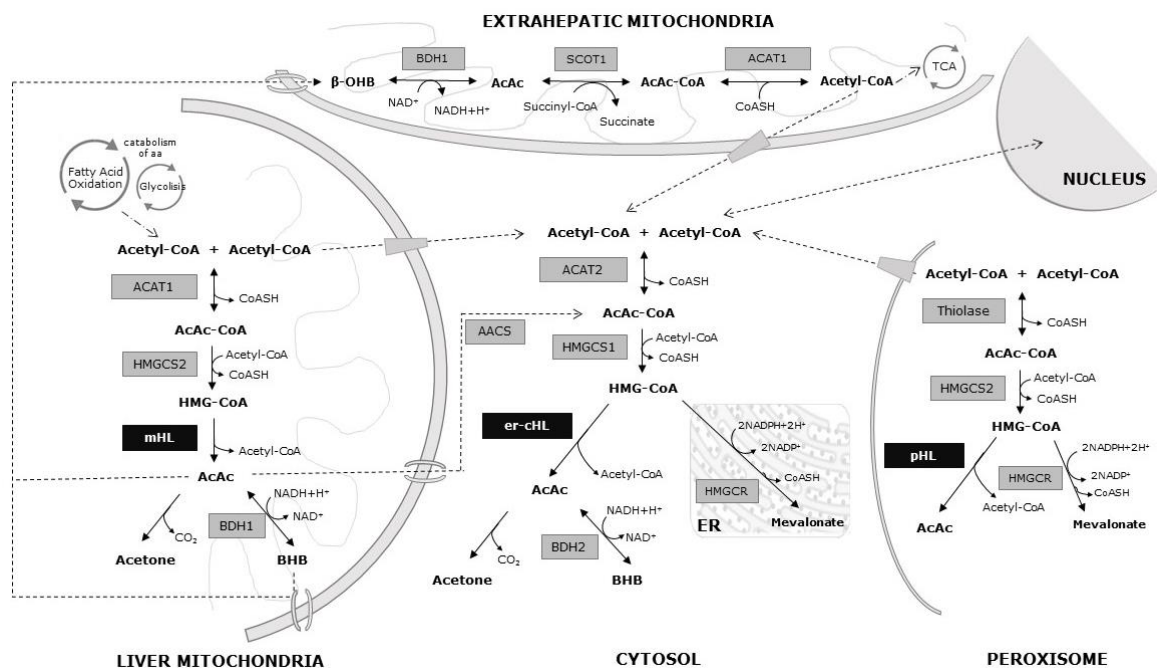 EXTRAHEPATIC MITOCHONDRIA
BDH1
SCOT1
ACAT1
β-OHB
AcAc
AcAc-CoA
Acetyl-CoA
TCA
NAD⁺
NADH+H⁺
Succinyl-CoA
Succinate
CoASH
NUCLEUS
catabolism
of aa
Fatty Acid
Oxidation
Glycolisis
Acetyl-CoA + Acetyl-CoA
ACAT1
CoASH
AcAc-CoA
HMGCS2
Acetyl-CoA
CoASH
HMG-CoA
mHL
Acetyl-CoA
AcAc
NADH+H⁺
NAD⁺
BDH1
CO₂
Acetone
BHB
LIVER MITOCHONDRIA
Acetyl-CoA + Acetyl-CoA
ACAT2
CoASH
AcAc-CoA
AACS
HMGCS1
Acetyl-CoA
CoASH
HMG-CoA
er-cHL
Acetyl-CoA
AcAc
NADH+H⁺
NAD⁺
BDH2
CO₂
Acetone
BHB
2NADPH+2H⁺
2NADP⁺
CoASH
HMGCR
ER
Mevalonate
CYTOSOL
Acetyl-CoA + Acetyl-CoA
Thiolase
CoASH
AcAc-CoA
HMGCS2
Acetyl-CoA
CoASH
HMG-CoA
pHL
HMGCR
2NADPH+2H⁺
2NADP⁺
CoASH
Acetyl-CoA
AcAc
Mevalonate
PEROXISOME